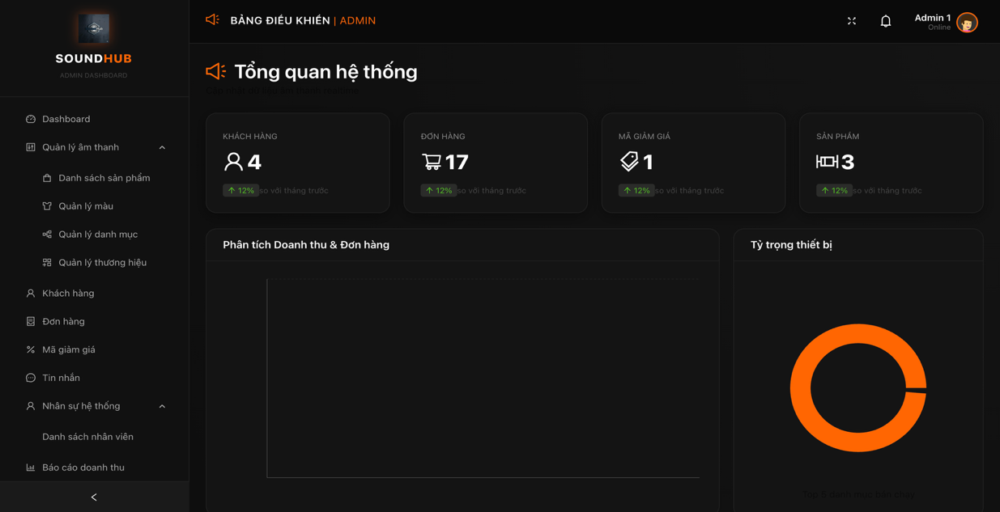 SOUNDHUB
ADMIN DASHBOARD
Dashboard
Quản lý âm thanh
Danh sách sản phẩm
Quản lý màu
Quản lý danh mục
Quản lý thương hiệu
Khách hàng
Đơn hàng
Mã giảm giá
Tin nhắn
Nhân sự hệ thống
Danh sách nhân viên
Báo cáo doanh thu
BẢNG ĐIỀU KHIỂN | ADMIN
Admin 1
Online
Tổng quan hệ thống
KHÁCH HÀNG
4
12% so với tháng trước
ĐƠN HÀNG
17
12% so với tháng trước
MÃ GIẢM GIÁ
1
12% so với tháng trước
SẢN PHẨM
3
12% so với tháng trước
Phân tích Doanh thu & Đơn hàng
Tỷ trọng thiết bị
Top 5 danh mục bán chạy